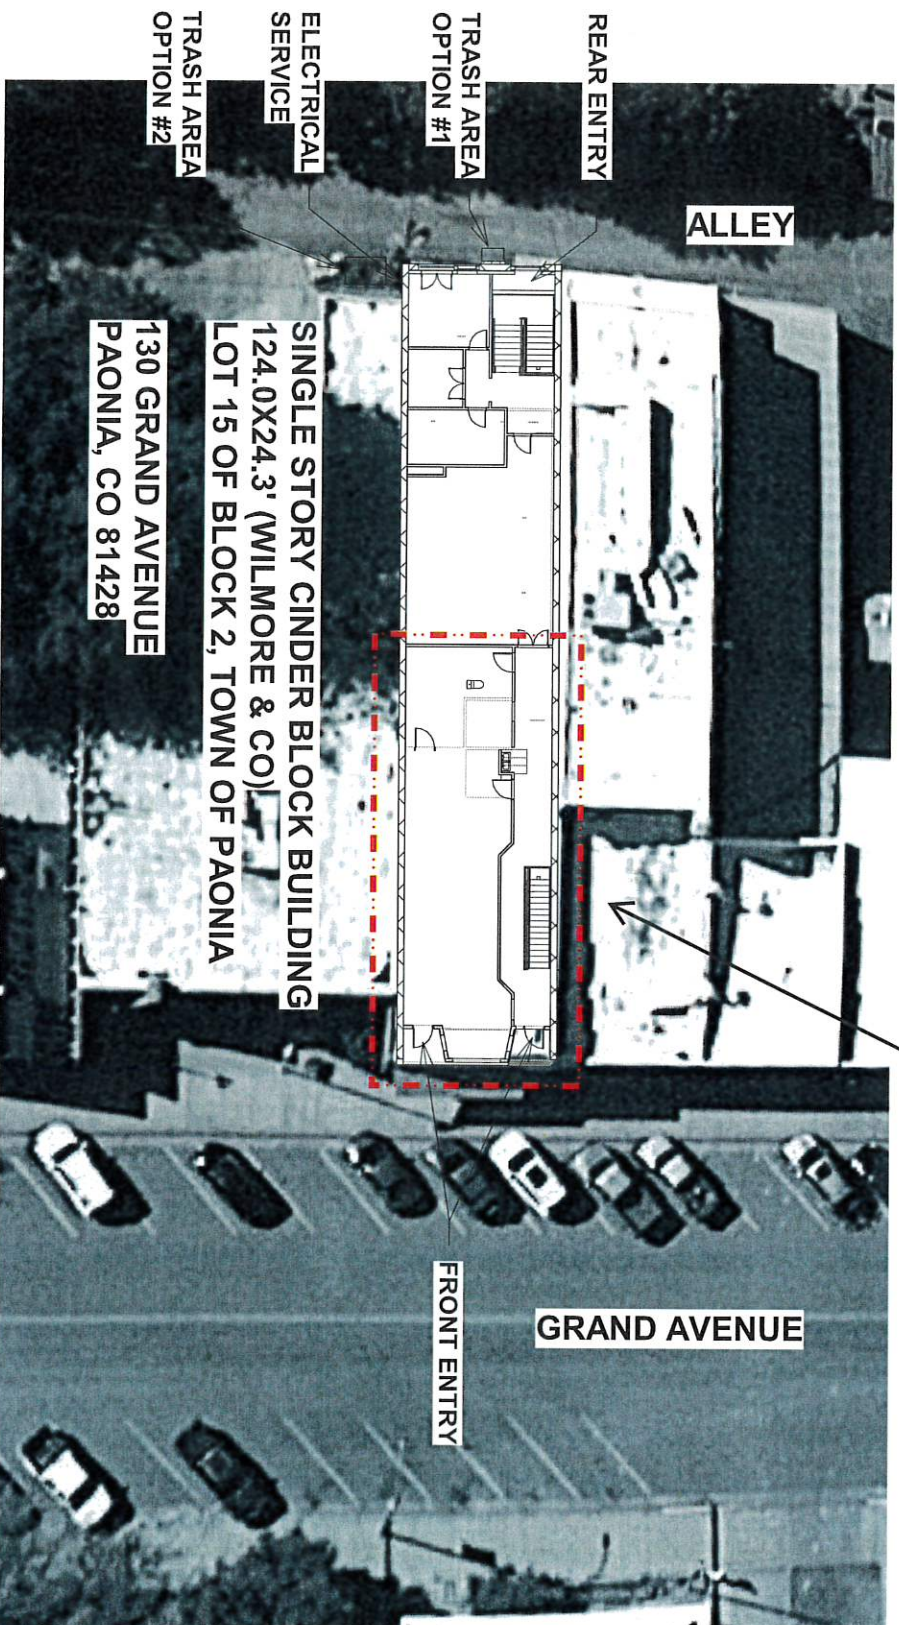 REAR ENTRY
TRASH AREA
OPTION #1
ELECTRICAL
SERVICE
TRASH AREA
OPTION #2
ALLEY
SINGLE STORY CINDER BLOCK BUILDING
124.0X24.3' (WILMORE & CO)
LOT 15 OF BLOCK 2, TOWN OF PAONIA
130 GRAND AVENUE
PAONIA, CO 81428
FRONT ENTRY
GRAND AVENUE